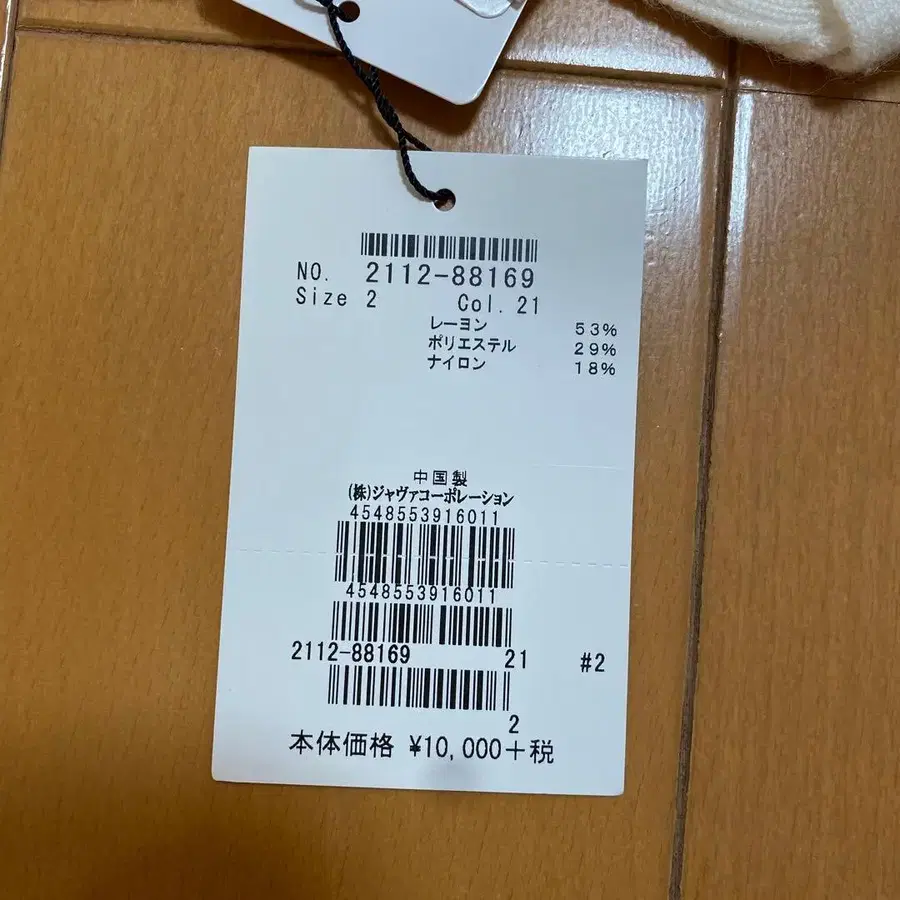 NO. 2112-88169
Size 2 Col. 21
レーヨン 53%
ポリエステル 29%
ナイロン 18%
中国製
(株)ジャヴァコーポレーション
4548553916011
4548553916011
2112-88169 21 #2
2
本体価格 ¥10,000+税